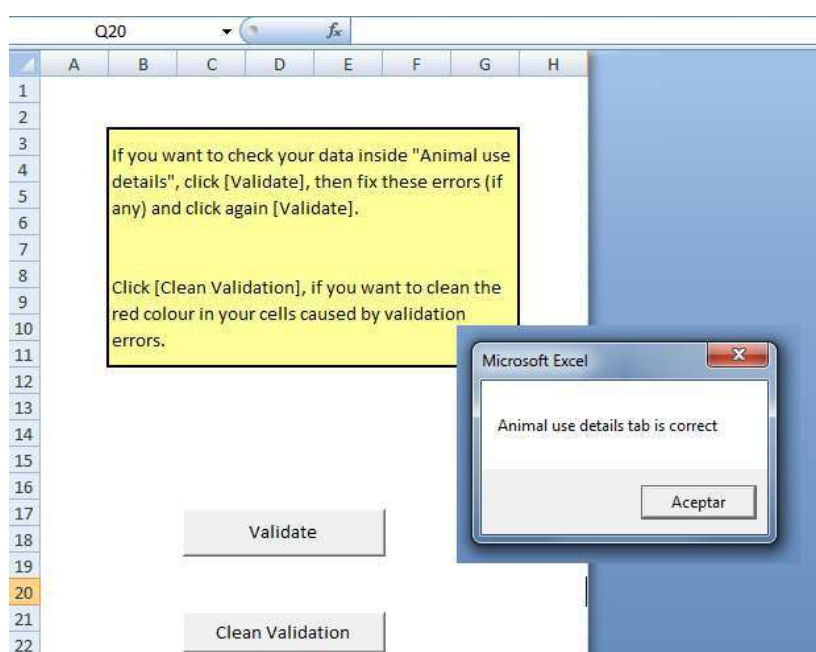 Q20 fx
A B C D E F G H
1
2
3
If you want to check your data inside "Animal use
4
details", click [Validate], then fix these errors (if
5
any) and click again [Validate].
6
7
8
Click [Clean Validation], if you want to clean the
9
red colour in your cells caused by validation
10
errors.
11
Microsoft Excel
12
13
Animal use details tab is correct
14
15
16
Aceptar
17
Validate
18
19
20
21
Clean Validation
22